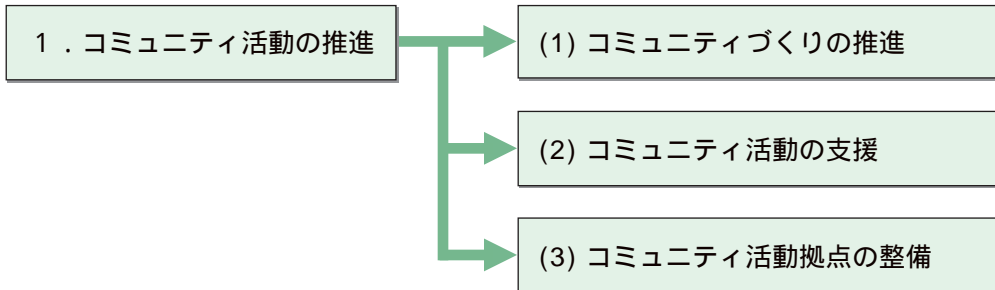 1．コミュニティ活動の推進
(1) コミュニティづくりの推進
(2) コミュニティ活動の支援
(3) コミュニティ活動拠点の整備